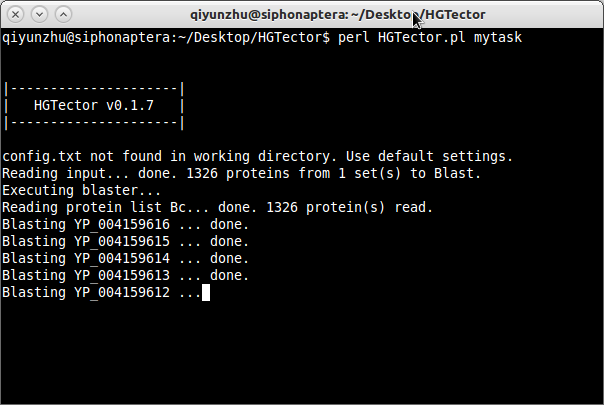 qiyunzhu@siphonaptera: ~/Desktop/HGTector
qiyunzhu@siphonaptera:~/Desktop/HGTector$ perl HGTector.pl mytask
|---------------------|
|   HGTector v0.1.7   |
|---------------------|
config.txt not found in working directory. Use default settings.
Reading input... done. 1326 proteins from 1 set(s) to Blast.
Executing blaster...
Reading protein list Bc... done. 1326 protein(s) read.
Blasting YP_004159616 ... done.
Blasting YP_004159615 ... done.
Blasting YP_004159614 ... done.
Blasting YP_004159613 ... done.
Blasting YP_004159612 ...